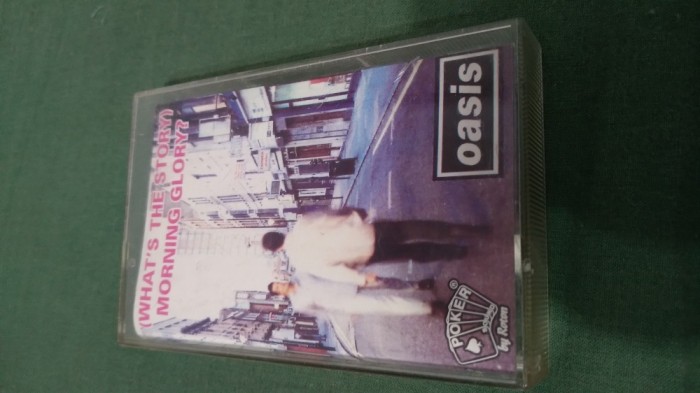 (WHAT'S THE STORY)
MORNING GLORY?
oasis
POKER®
by Roton